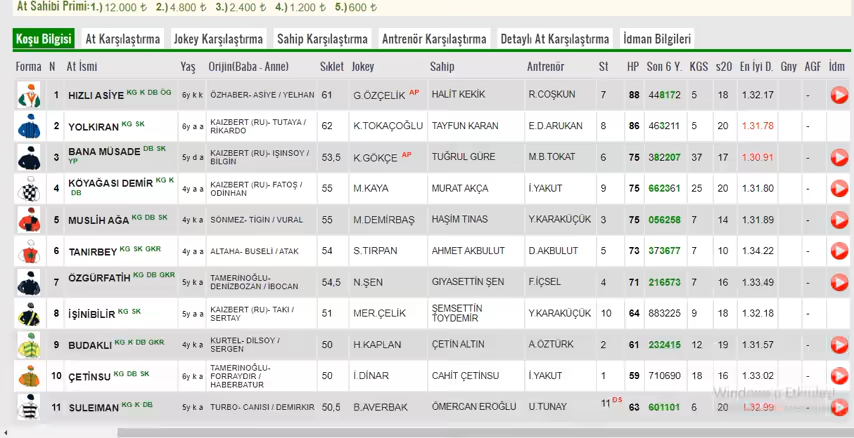 At Sahibi Primi:1.) 12.000 ₺ 2.) 4.800 ₺ 3.) 2.400 ₺ 4.) 1.200 ₺ 5.) 600 ₺
Koşu Bilgisi At Karşılaştırma Jokey Karşılaştırma Sahip Karşılaştırma Antrenör Karşılaştırma Detaylı At Karşılaştırma İdman Bilgileri
Forma N At İsmi Yaş Orijin(Baba - Anne) Sıklet Jokey Sahip Antrenör St HP Son 6 Y. KGS s20 En İyi D. Gny AGF İdm
1 HIZLI ASİYE KG K DB ÖG 6y k k ÖZHABER- ASİYE / YELHAN 61 G.ÖZÇELİK AP HALİT KEKİK R.COŞKUN 7 88 448172 5 18 1.32.17 -
2 YOLKIRAN KG SK 6y a a KAIZBERT (RU)- TUTAYA / RİKARDO 62 K.TOKAÇOĞLU TAYFUN KARAN E.D.ARUKAN 8 86 463211 5 20 1.31.78 -
3 BANA MÜSADE DB SK YP 5y d a KAIZBERT (RU)- IŞINSOY / BİLGİN 53,5 K.GÖKÇE AP TUĞRUL GÜRE M.B.TOKAT 6 75 382207 37 17 1.30.91 -
4 KÖYAĞASI DEMİR KG K DB 4y k a KAIZBERT (RU)- FATOŞ / ODINHAN 55 M.KAYA MURAT AKÇA İ.YAKUT 9 75 662361 25 20 1.31.80 -
5 MUSLİH AĞA KG DB SK 4y k a SÖNMEZ- TİGİN / VURAL 55 M.DEMİRBAŞ HAŞİM TINAS Y.KARAKÜÇÜK 3 75 056258 7 14 1.31.89 -
6 TANIRBEY KG SK GKR 4y a a ALTAHA- BUSELİ / ATAK 54 S.TIRPAN AHMET AKBULUT D.AKBULUT 5 73 373677 7 10 1.34.22 -
7 ÖZGÜRFATİH KG DB GKR 5y k a TAMERİNOĞLU- DENİZBOZAN / İBOCAN 54,5 N.ŞEN GIYASETTİN ŞEN F.İÇSEL 4 71 216573 7 16 1.33.49 -
8 İŞİNİBİLİR KG SK 5y a a KAIZBERT (RU)- TAKI / SERTAY 51 MER.ÇELİK ŞEMSETTİN TOYDEMİR Y.KARAKÜÇÜK 10 64 883225 9 18 1.32.18 -
9 BUDAKLI KG K DB GKR 4y k a KURTEL- DİLSOY / SERGEN 50 H.KAPLAN ÇETİN ALTIN A.ÖZTÜRK 2 61 232415 12 19 1.31.57 -
10 ÇETİNSU KG DB SK 6y k a TAMERİNOĞLU- FORRAYDIR / HABERBATUR 50 İ.DİNAR CAHİT ÇETİNSU İ.YAKUT 1 59 710690 18 16 1.33.02 -
11 SULEIMAN KG K DB 5y k a TURBO- CANISI / DEMIRKIR 50,5 B.AVERBAK ÖMERCAN EROĞLU U.TUNAY 11 DS 63 601101 6 20 1.32.99 -
Windows'u Etkinleştir